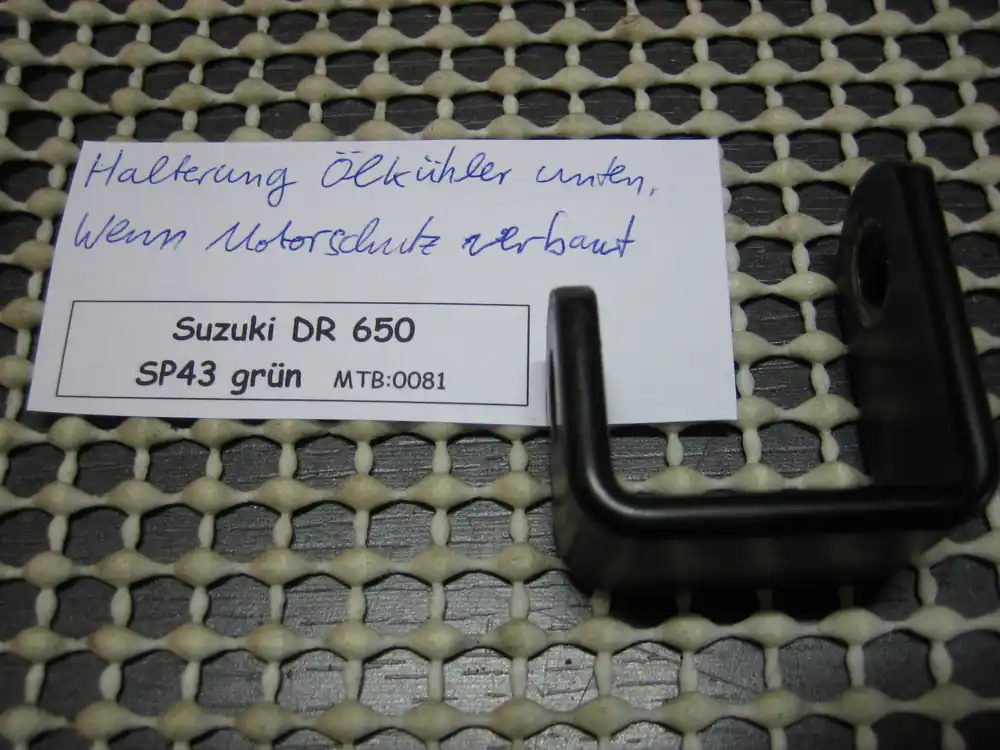 Halterung Ölkühler unten,
Wenn Motorschutz verbaut
Suzuki DR 650
SP43 grün MTB:0081